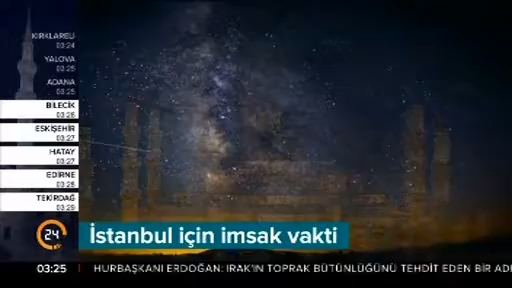 KIRKLARELİ
03:24
YALOVA
03:25
ADANA
03:25
BİLECİK
03:26
ESKİŞEHİR
03:27
HATAY
03:27
EDİRNE
03:28
TEKİRDAĞ
03:29
24
İstanbul için imsak vakti
03:25 HURBAŞKANI ERDOĞAN: IRAK'IN TOPRAK BÜTÜNLÜĞÜNÜ TEHDİT EDEN BİR ADI